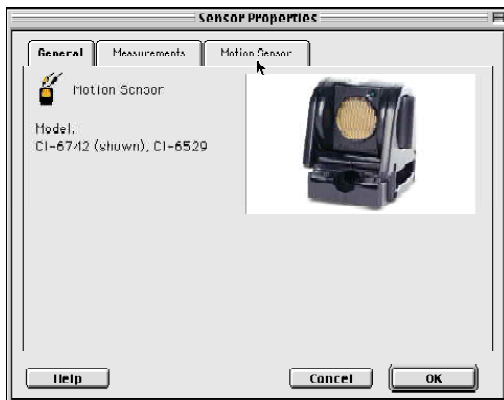 Sensor Properties
General Measurements Motion Sensor
Motion Sensor
Model:
CI-6742 (shown), CI-6529
Help Cancel OK